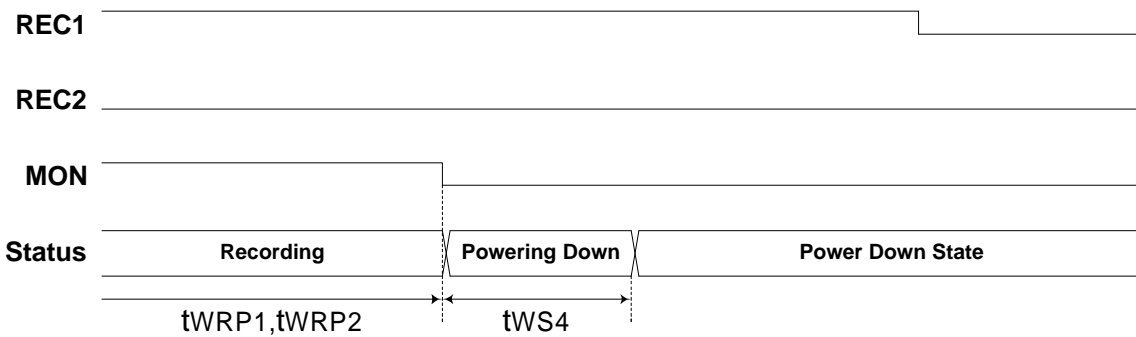 REC1
REC2
MON
Status Recording Powering Down Power Down State
tWRP1,tWRP2 tWS4